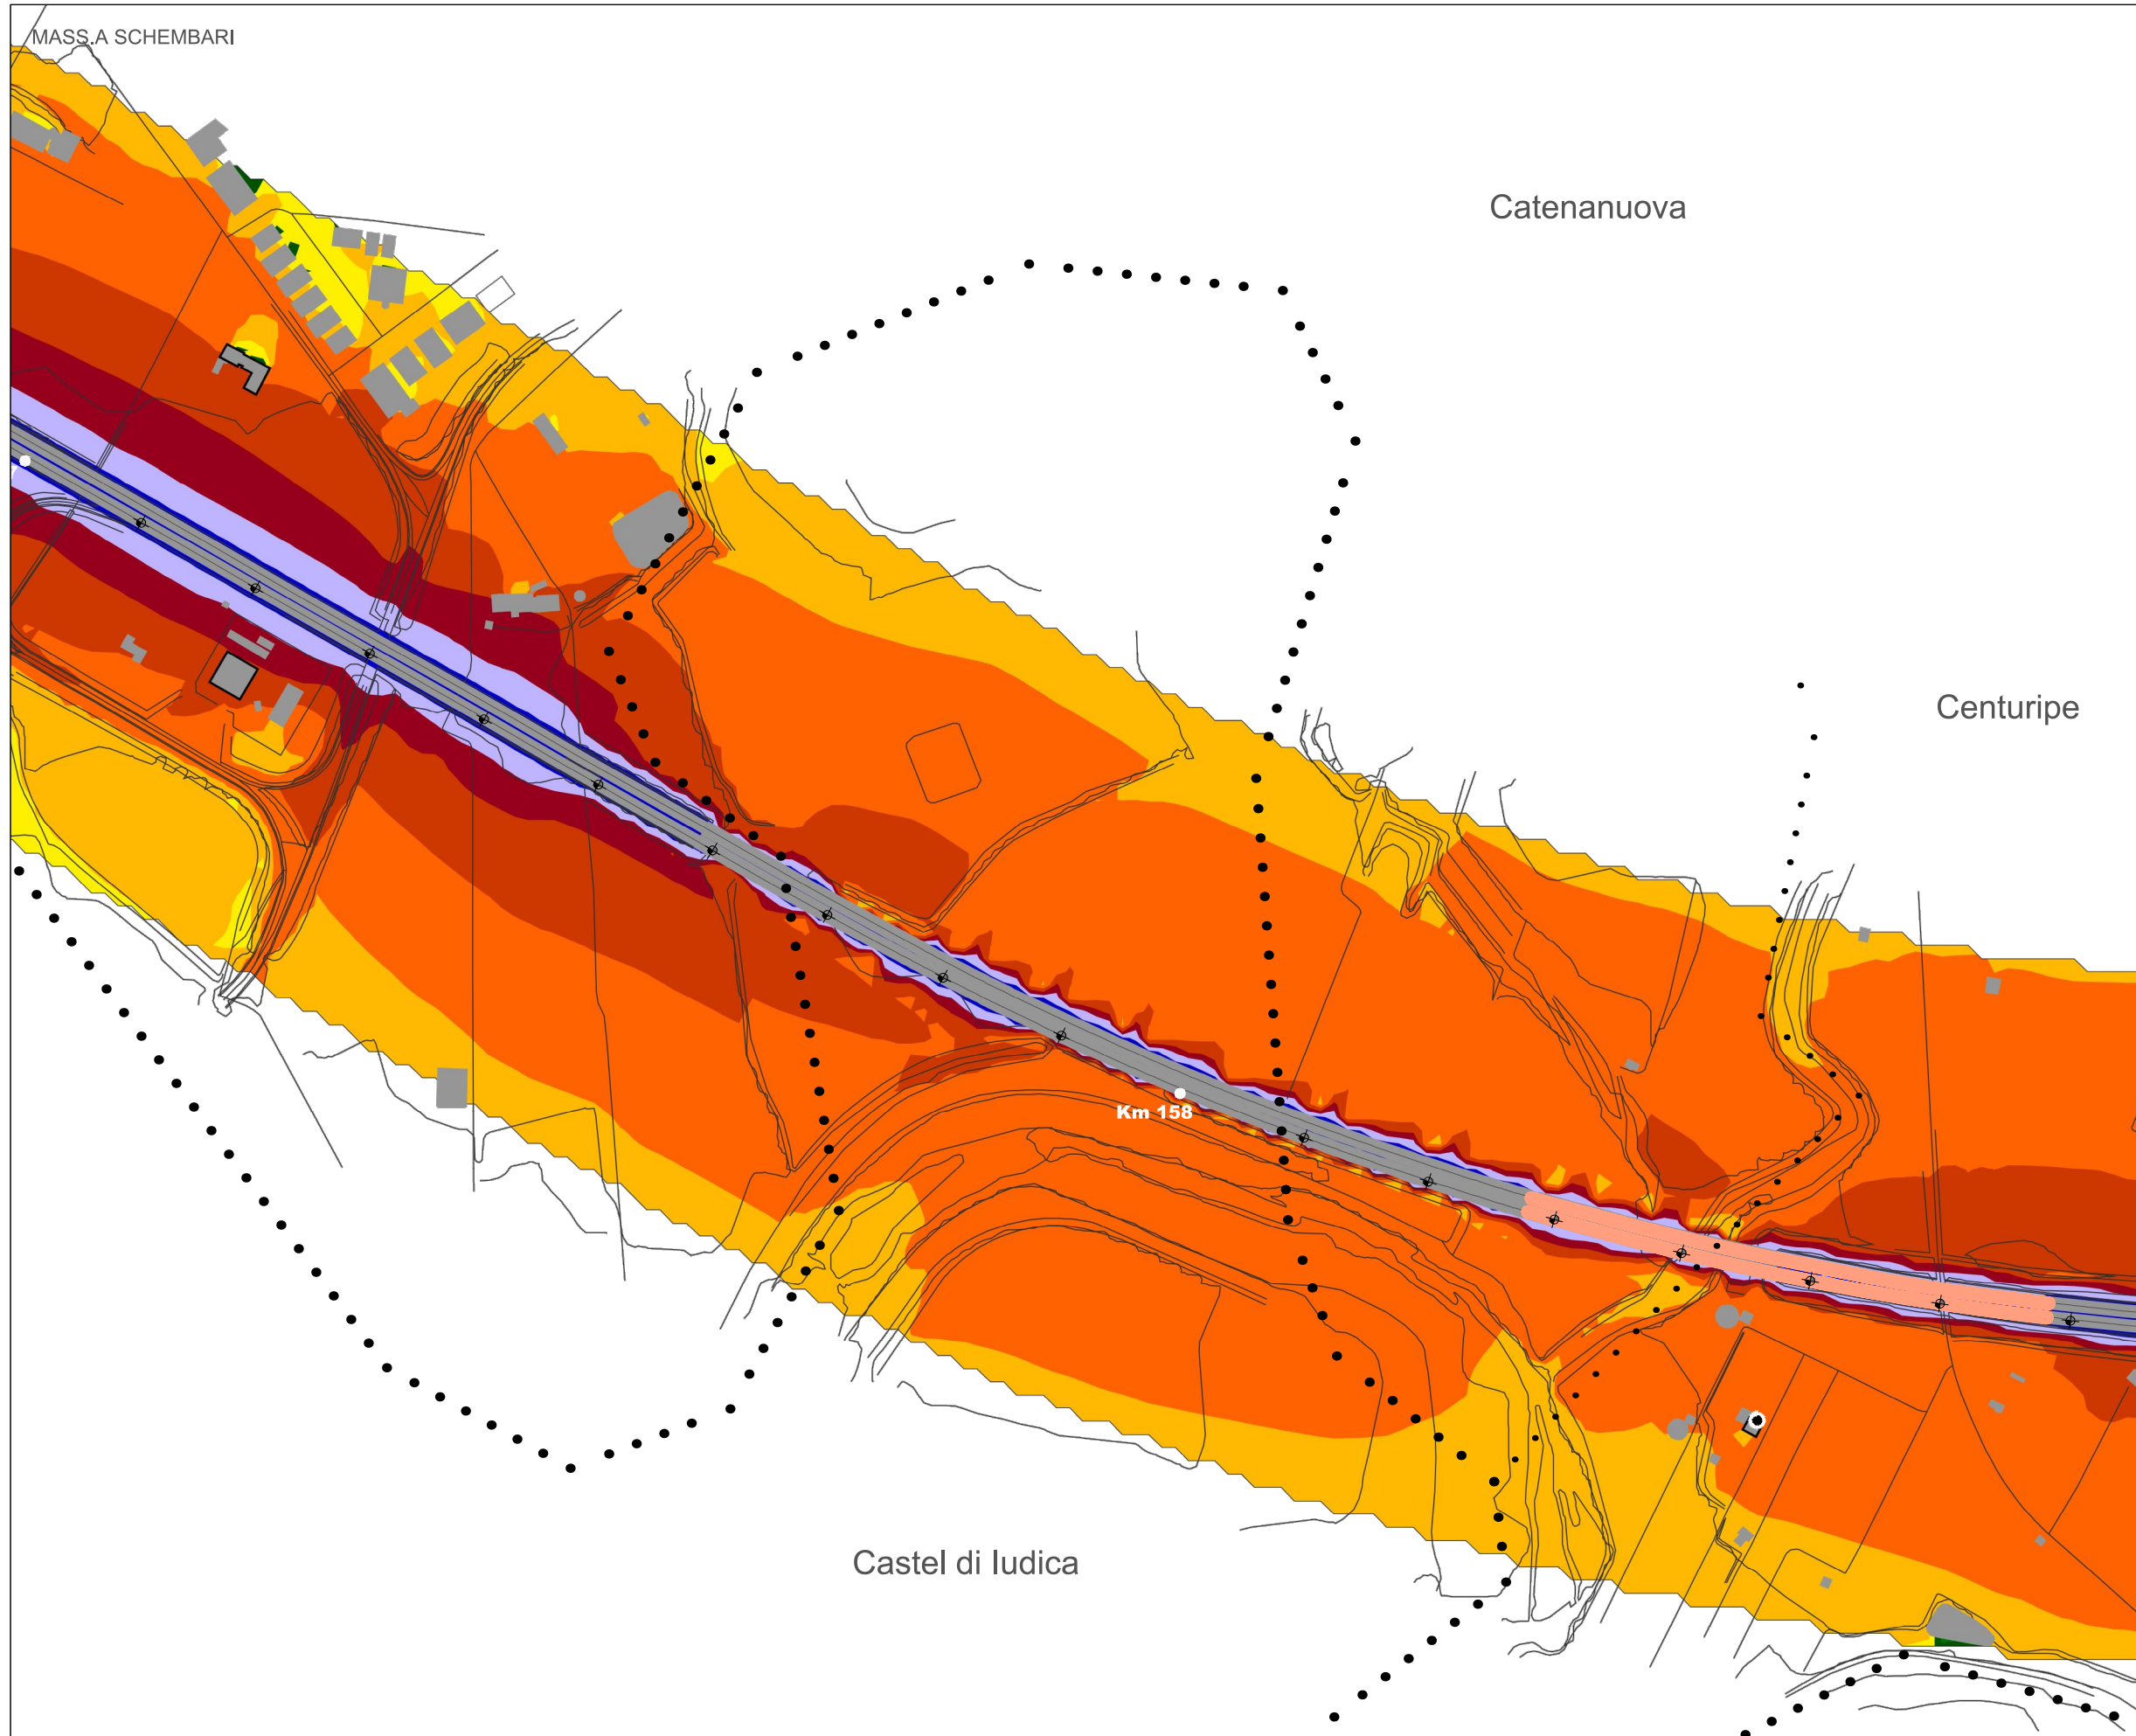 MASS.A SCHEMBARI
Catenanuova
Centuripe
Km 158
Castel di Iudica